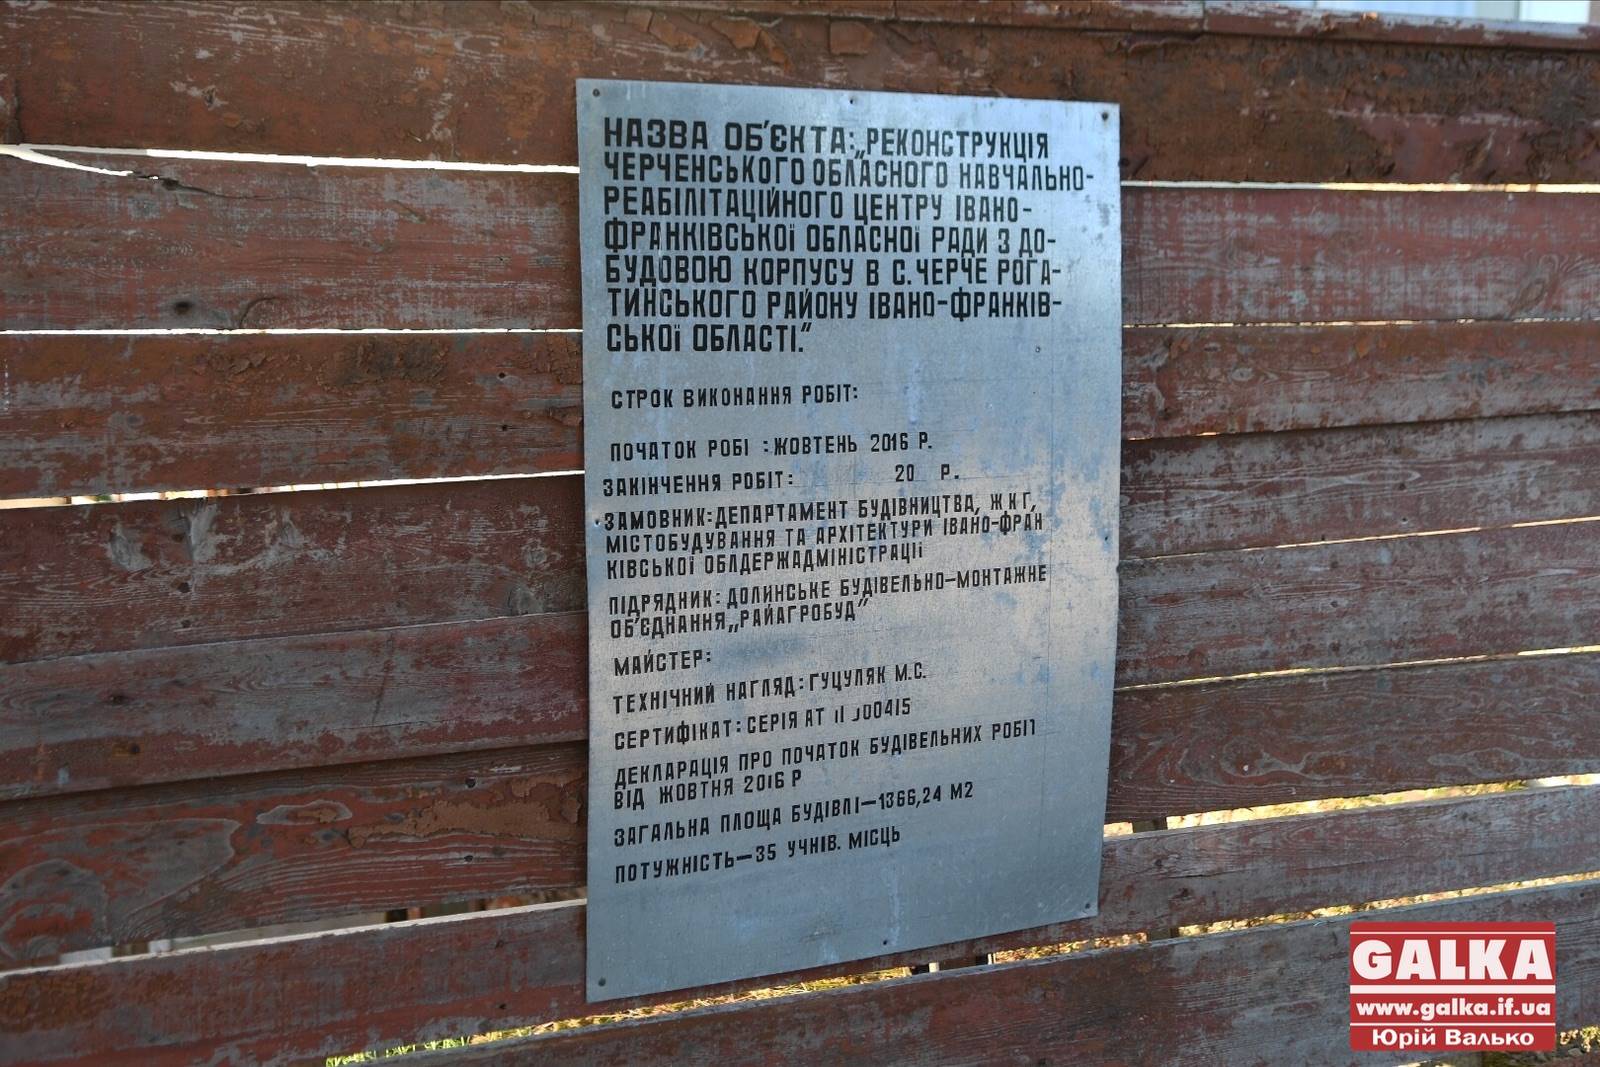 НАЗВА ОБ'ЄКТА: „РЕКОНСТРУКЦІЯ
ЧЕРЧЕНСЬКОГО ОБЛАСНОГО НАВЧАЛЬНО-
РЕАБІЛІТАЦІЙНОГО ЦЕНТРУ ІВАНО-
ФРАНКІВСЬКОЇ ОБЛАСНОЇ РАДИ З ДО-
БУДОВОЮ КОРПУСУ В С. ЧЕРЧЕ РОГА-
ТИНСЬКОГО РАЙОНУ ІВАНО-ФРАНКІВ-
СЬКОЇ ОБЛАСТІ."
СТРОК ВИКОНАННЯ РОБІТ:
ПОЧАТОК РОБІ : ЖОВТЕНЬ 2016 Р.
ЗАКІНЧЕННЯ РОБІТ: 20 Р.
ЗАМОВНИК: ДЕПАРТАМЕНТ БУДІВНИЦТВА, ЖКГ,
МІСТОБУДУВАННЯ ТА АРХІТЕКТУРИ ІВАНО-ФРАН
КІВСЬКОЇ ОБЛДЕРЖАДМІНІСТРАЦІЇ
ПІДРЯДНИК: ДОЛИНСЬКЕ БУДІВЕЛЬНО-МОНТАЖНЕ
ОБ'ЄДНАННЯ „РАЙАГРОБУД"
МАЙСТЕР:
ТЕХНІЧНИЙ НАГЛЯД: ГУЦУЛЯК М.С.
СЕРТИФІКАТ: СЕРІЯ АТ
ДЕКЛАРАЦІЯ ПРО ПОЧАТОК БУДІВЕЛЬНИХ РОБІТ
ВІД ЖОВТНЯ 2016 Р
ЗАГАЛЬНА ПЛОЩА БУДІВЛІ—1366,24 М2
ПОТУЖНІСТЬ—35 УЧНІВ. МІСЦЬ
GALKA
www.galka.if.ua
Юрій Валько